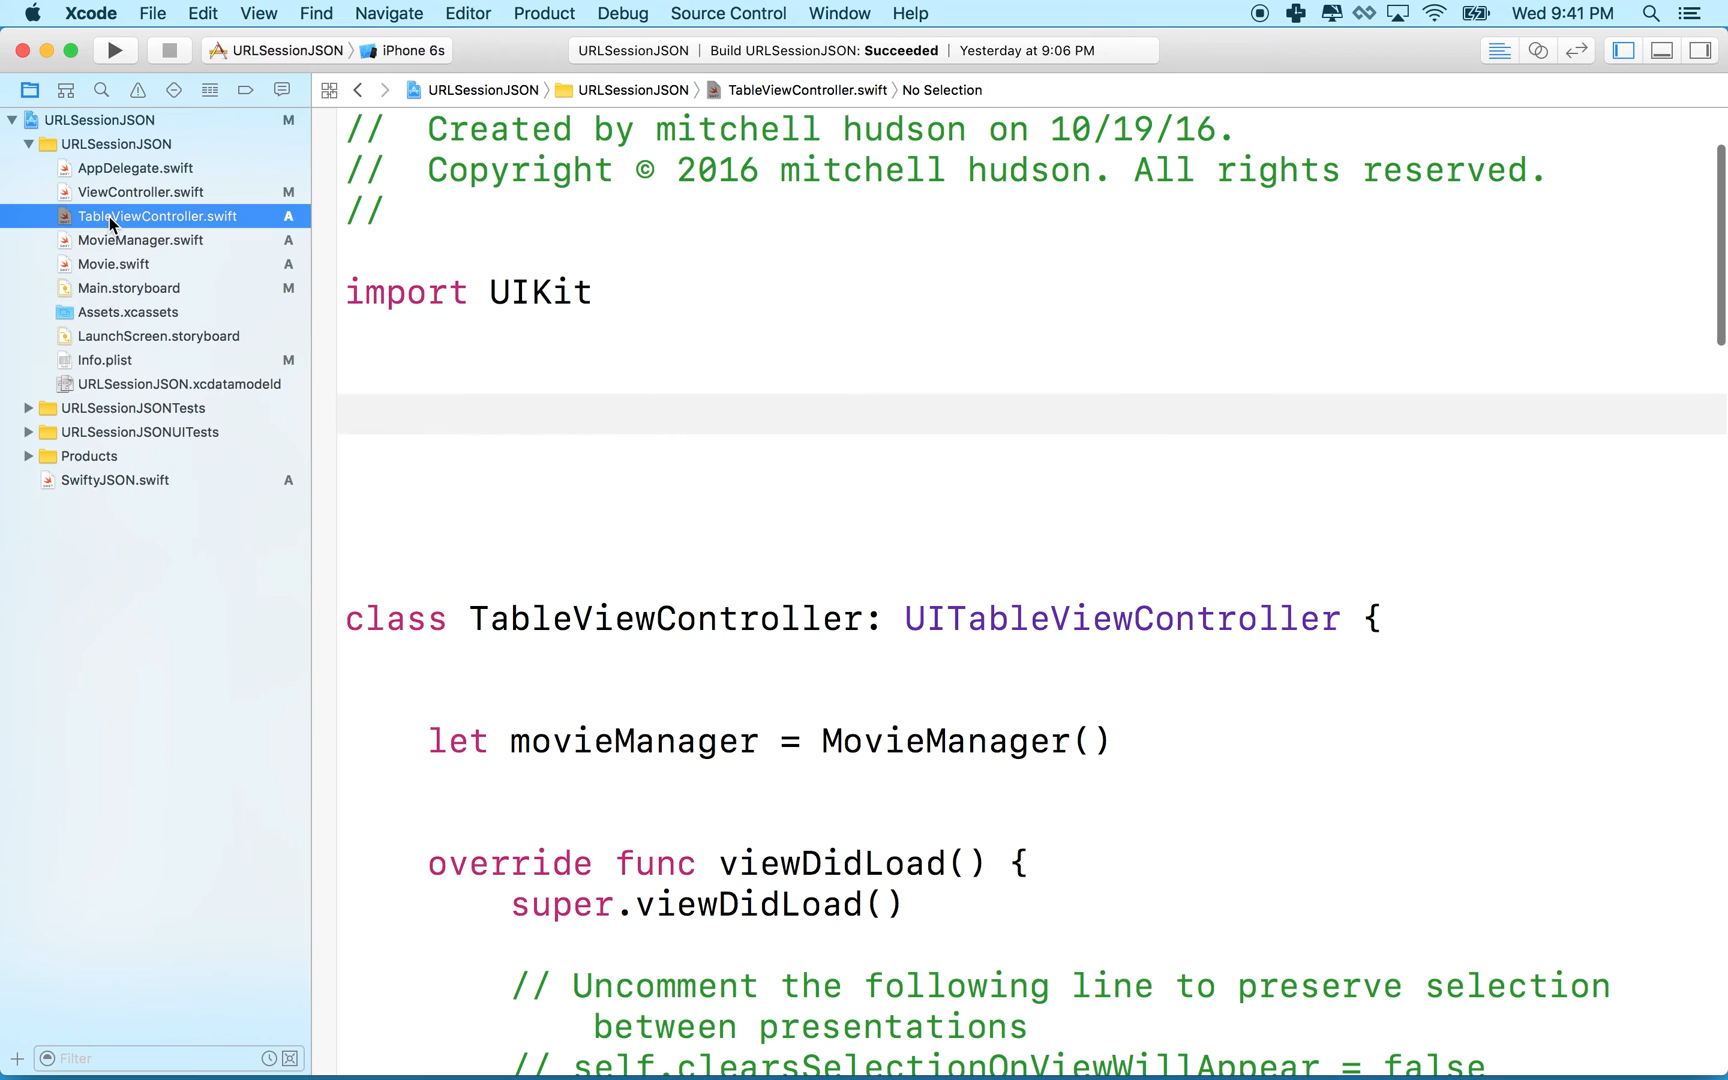 Xcode File Edit View Find Navigate Editor Product Debug Source Control Window Help Wed 9:41 PM
URLSessionJSON iPhone 6s URLSessionJSON Build URLSessionJSON: Succeeded Yesterday at 9:06 PM
URLSessionJSON URLSessionJSON TableViewController.swift No Selection
URLSessionJSON M
URLSessionJSON
AppDelegate.swift
ViewController.swift M
TableViewController.swift A
MovieManager.swift A
Movie.swift A
Main.storyboard M
Assets.xcassets
LaunchScreen.storyboard
Info.plist M
URLSessionJSON.xcdatamodeld
URLSessionJSONTests
URLSessionJSONUITests
Products
SwiftyJSON.swift A
Filter
// Created by mitchell hudson on 10/19/16.
// Copyright © 2016 mitchell hudson. All rights reserved.
//
import UIKit
class TableViewController: UITableViewController {
let movieManager = MovieManager()
override func viewDidLoad() {
super.viewDidLoad()
// Uncomment the following line to preserve selection
between presentations
// self.clearsSelectionOnViewWillAppear = false